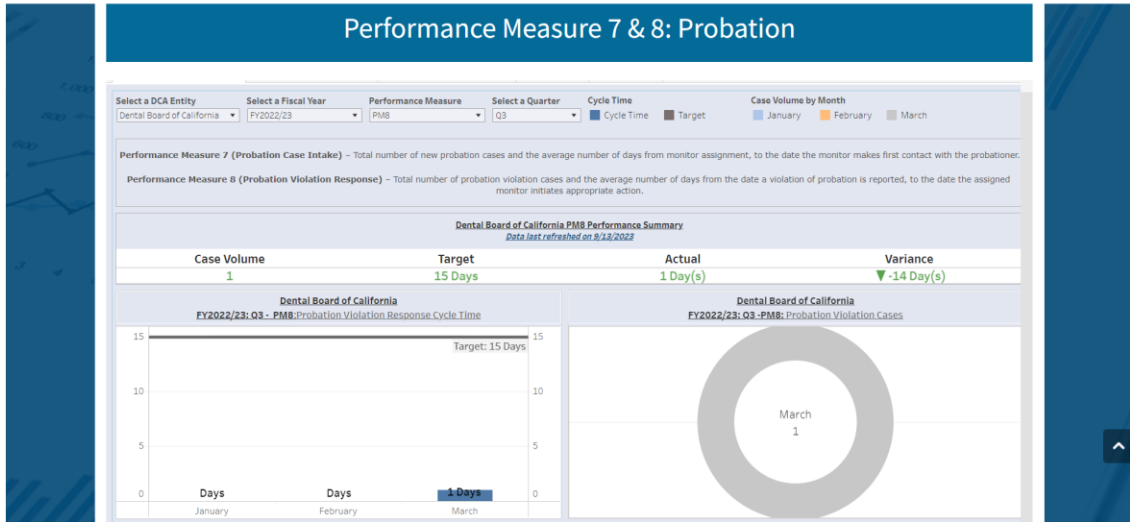 Performance Measure 7 & 8: Probation
Select a DCA Entity
Select a Fiscal Year
Performance Measure
Select a Quarter
Cycle Time
Case Volume by Month
Dental Board of California
FY2022/23
PM8
Q3
Cycle Time
Target
January
February
March
Performance Measure 7 (Probation Case Intake) – Total number of new probation cases and the average number of days from monitor assignment, to the date the monitor makes first contact with the probationer.
Performance Measure 8 (Probation Violation Response) – Total number of probation violation cases and the average number of days from the date a violation of probation is reported, to the date the assigned
monitor initiates appropriate action.
Dental Board of California PM8 Performance Summary
Data last refreshed on 9/13/2023
Case Volume
Target
Actual
Variance
1
15 Days
1 Day(s)
▼ -14 Day(s)
Dental Board of California
FY2022/23: Q3 - PM8:Probation Violation Response Cycle Time
15
15
Target: 15 Days
10
10
5
5
0
0
Days
Days
1 Days
January
February
March
Dental Board of California
FY2022/23: Q3 -PM8: Probation Violation Cases
March
1